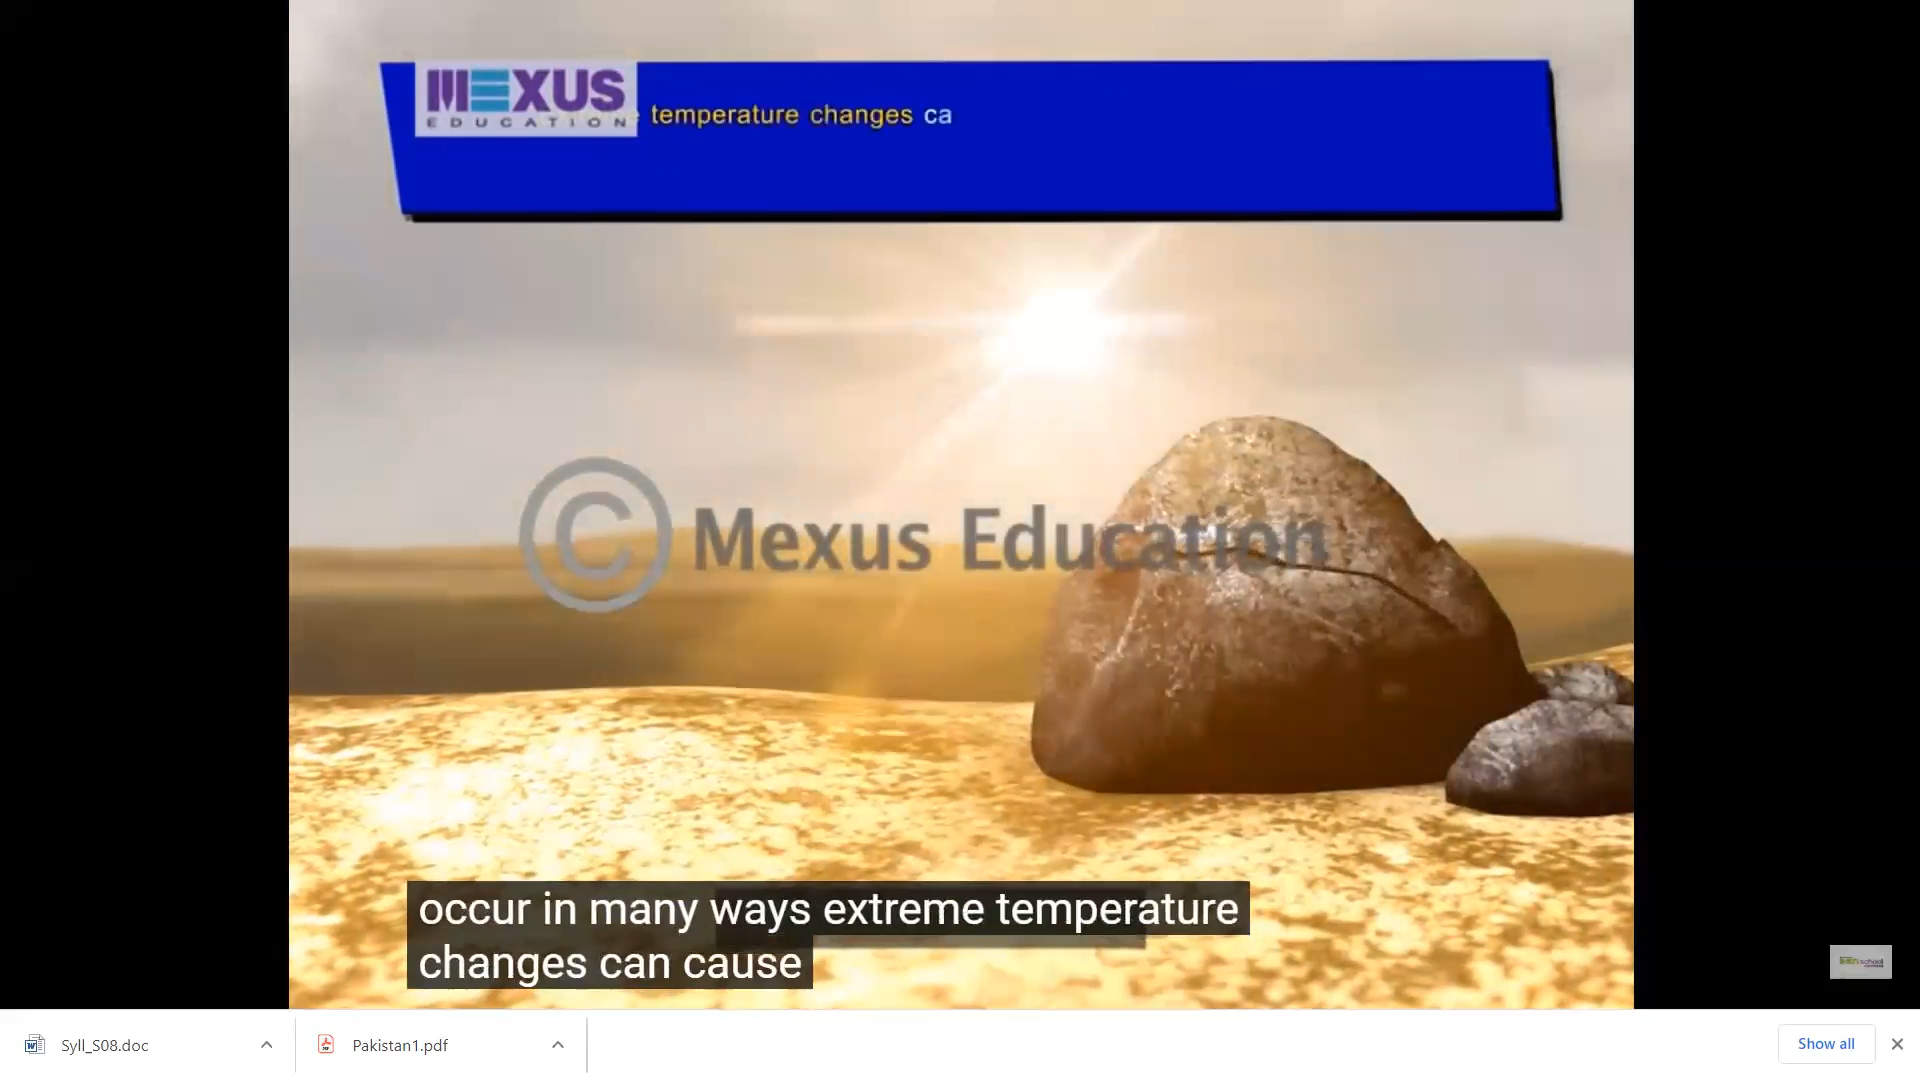 MEXUS
EDUCATION
temperature changes ca
© Mexus Education
occur in many ways extreme temperature
changes can cause
Syll_S08.doc
Pakistan1.pdf
Show all